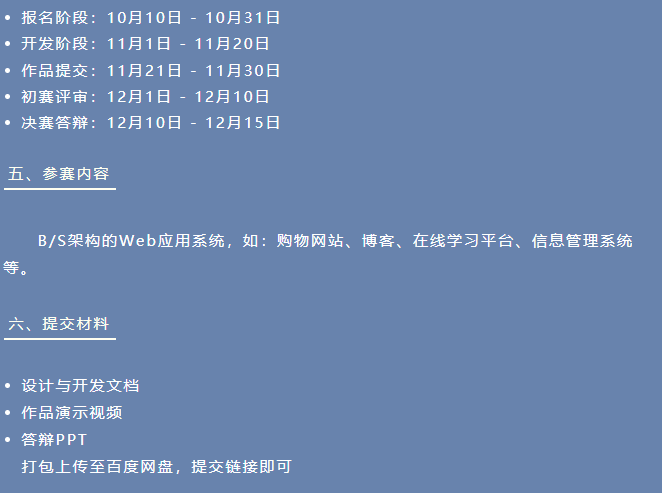 • 报名阶段：10月10日 - 10月31日
• 开发阶段：11月1日 - 11月20日
• 作品提交：11月21日 - 11月30日
• 初赛评审：12月1日 - 12月10日
• 决赛答辩：12月10日 - 12月15日
五、参赛内容
B/S架构的Web应用系统，如：购物网站、博客、在线学习平台、信息管理系统
等。
六、提交材料
• 设计与开发文档
• 作品演示视频
• 答辩PPT
打包上传至百度网盘，提交链接即可